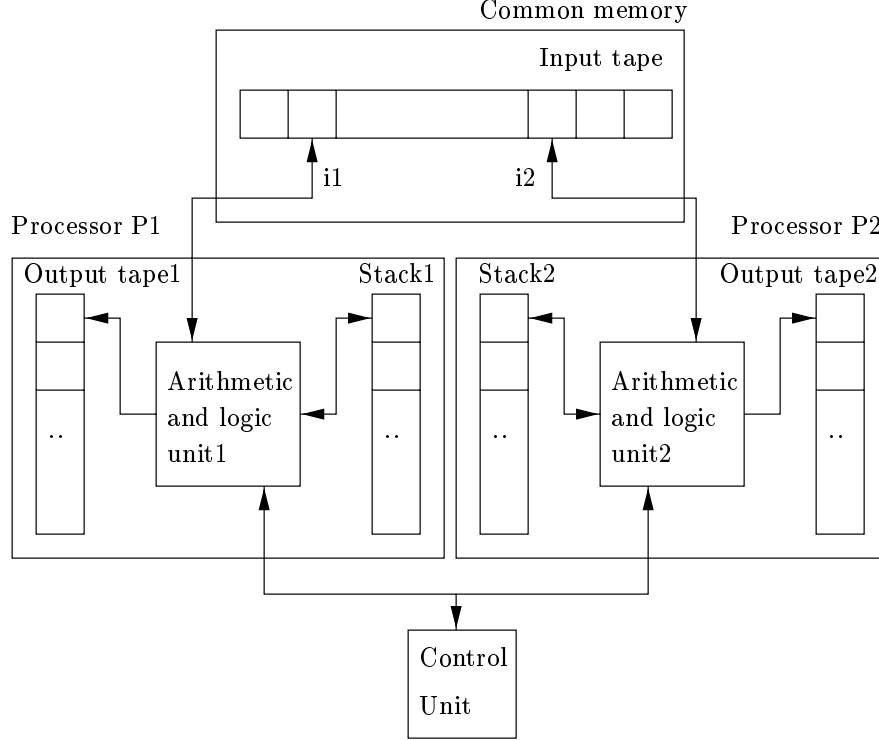 Common memory
Input tape
i1
i2
Processor P1
Processor P2
Output tape1
Stack1
Stack2
Output tape2
Arithmetic
and logic
unit1
..
..
Arithmetic
and logic
unit2
..
..
Control
Unit